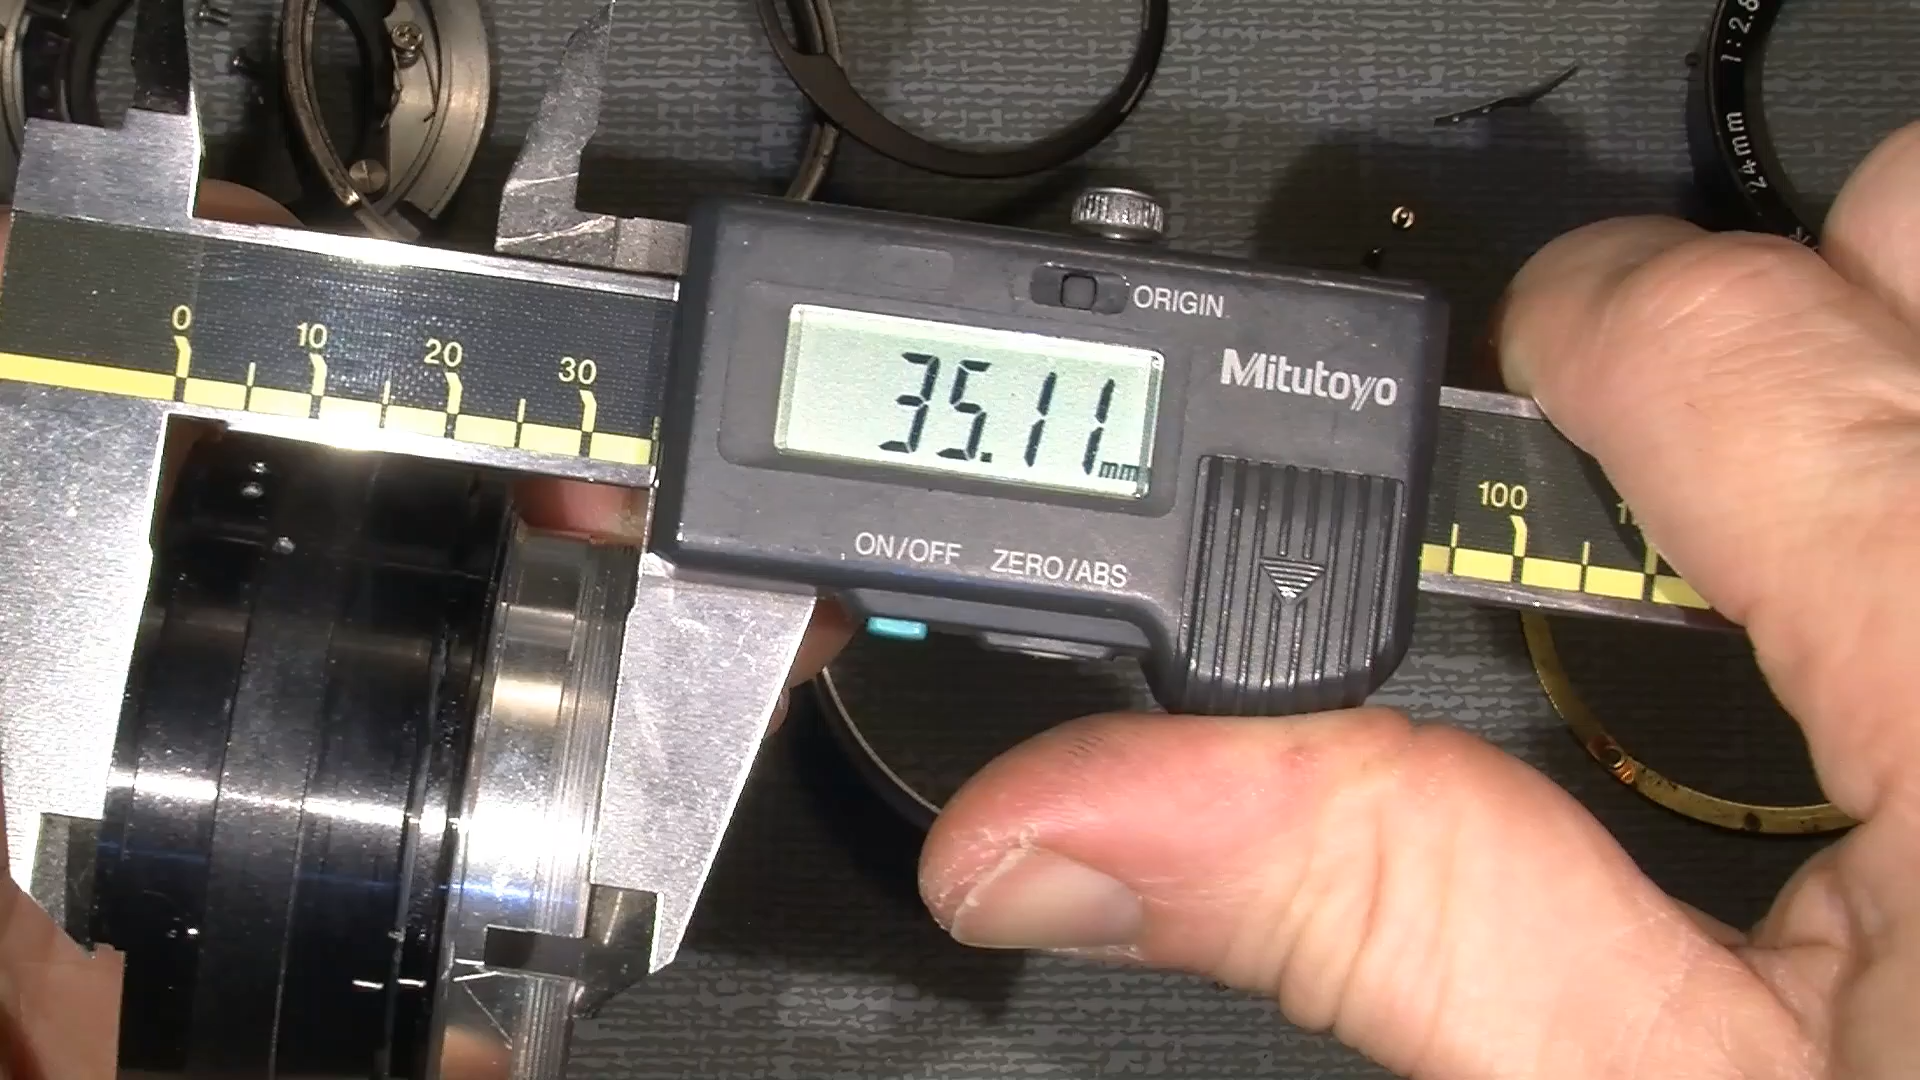 1:2.8
24mm
ORIGIN
Mitutoyo
0
10
20
30
35.11
mm
100
ON/OFF ZERO/ABS